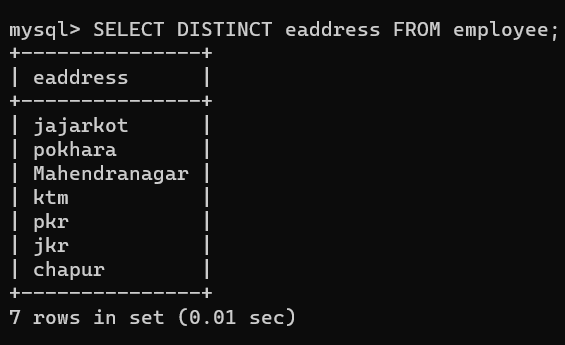 mysql> SELECT DISTINCT eaddress FROM employee;
+---------------+
| eaddress      |
+---------------+
| jajarkot      |
| pokhara       |
| Mahendranagar |
| ktm           |
| pkr           |
| jkr           |
| chapur        |
+---------------+
7 rows in set (0.01 sec)